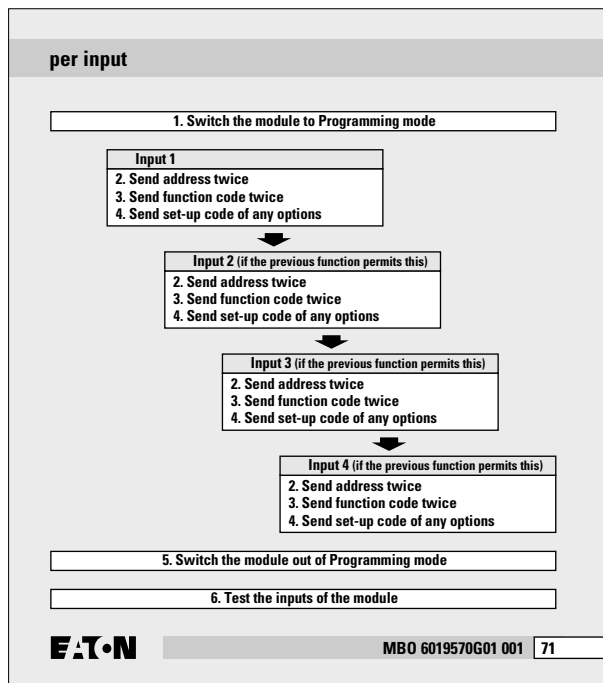 per input
1. Switch the module to Programming mode
Input 1
2. Send address twice
3. Send function code twice
4. Send set-up code of any options
Input 2 (if the previous function permits this)
2. Send address twice
3. Send function code twice
4. Send set-up code of any options
Input 3 (if the previous function permits this)
2. Send address twice
3. Send function code twice
4. Send set-up code of any options
Input 4 (if the previous function permits this)
2. Send address twice
3. Send function code twice
4. Send set-up code of any options
5. Switch the module out of Programming mode
6. Test the inputs of the module
EATON MBO 6019570G01 001 71